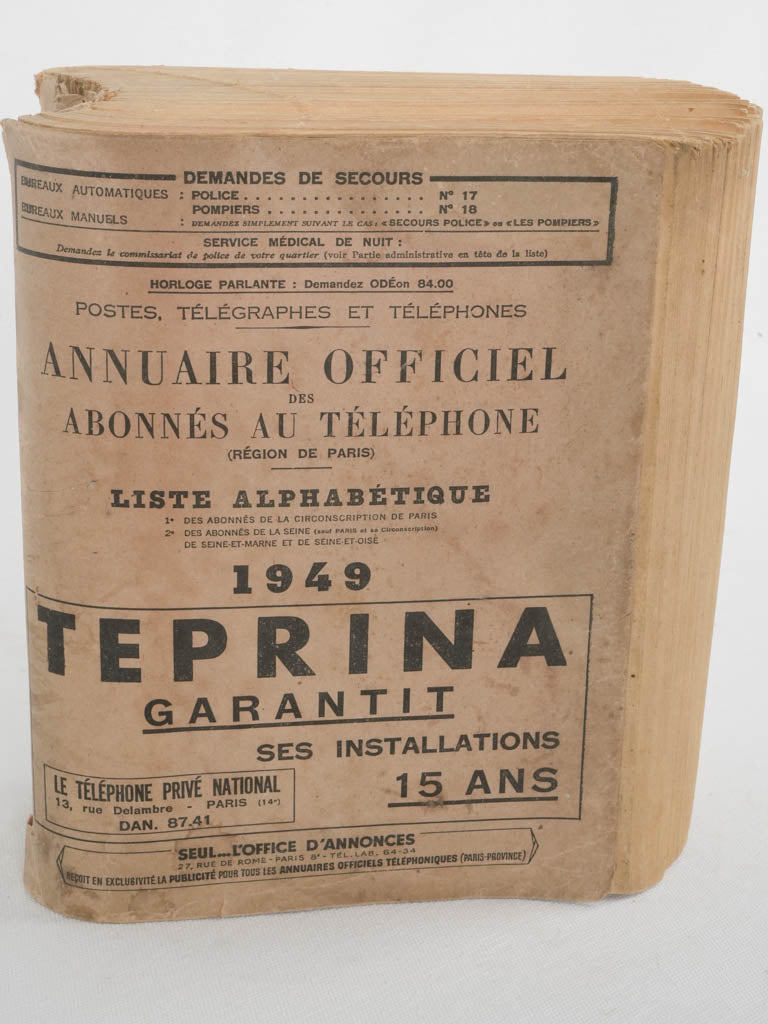 DEMANDES DE SECOURS
BUREAUX AUTOMATIQUES : POLICE . . . . . . . . . . . . . . . . . N° 17
POMPIERS . . . . . . . . . . . . . . . N° 18
BUREAUX MANUELS : DEMANDEZ SIMPLEMENT SUIVANT LE CAS : « SECOURS POLICE » ou « LES POMPIERS »
SERVICE MÉDICAL DE NUIT :
Demandez le commissariat de police de votre quartier (voir Partie administrative en tête de la liste)
HORLOGE PARLANTE : Demandez ODÉon 84.00
POSTES, TÉLÉGRAPHES ET TÉLÉPHONES
ANNUAIRE OFFICIEL
DES
ABONNÉS AU TÉLÉPHONE
(RÉGION DE PARIS)
LISTE ALPHABÉTIQUE
1° DES ABONNÉS DE LA CIRCONSCRIPTION DE PARIS
2° DES ABONNÉS DE LA SEINE (sauf PARIS et sa Circonscription)
DE SEINE-ET-MARNE ET DE SEINE-ET-OISE
1949
TEPRINA
GARANTIT
SES INSTALLATIONS
15 ANS
LE TÉLÉPHONE PRIVÉ NATIONAL
13, rue Delambre - PARIS (14e)
DAN. 87.41
SEUL...L'OFFICE D'ANNONCES
27, RUE DE ROME - PARIS 8e - TÉL. LAB. 64-34
REÇOIT EN EXCLUSIVITÉ LA PUBLICITÉ POUR TOUS LES ANNUAIRES OFFICIELS TÉLÉPHONIQUES (PARIS-PROVINCE)